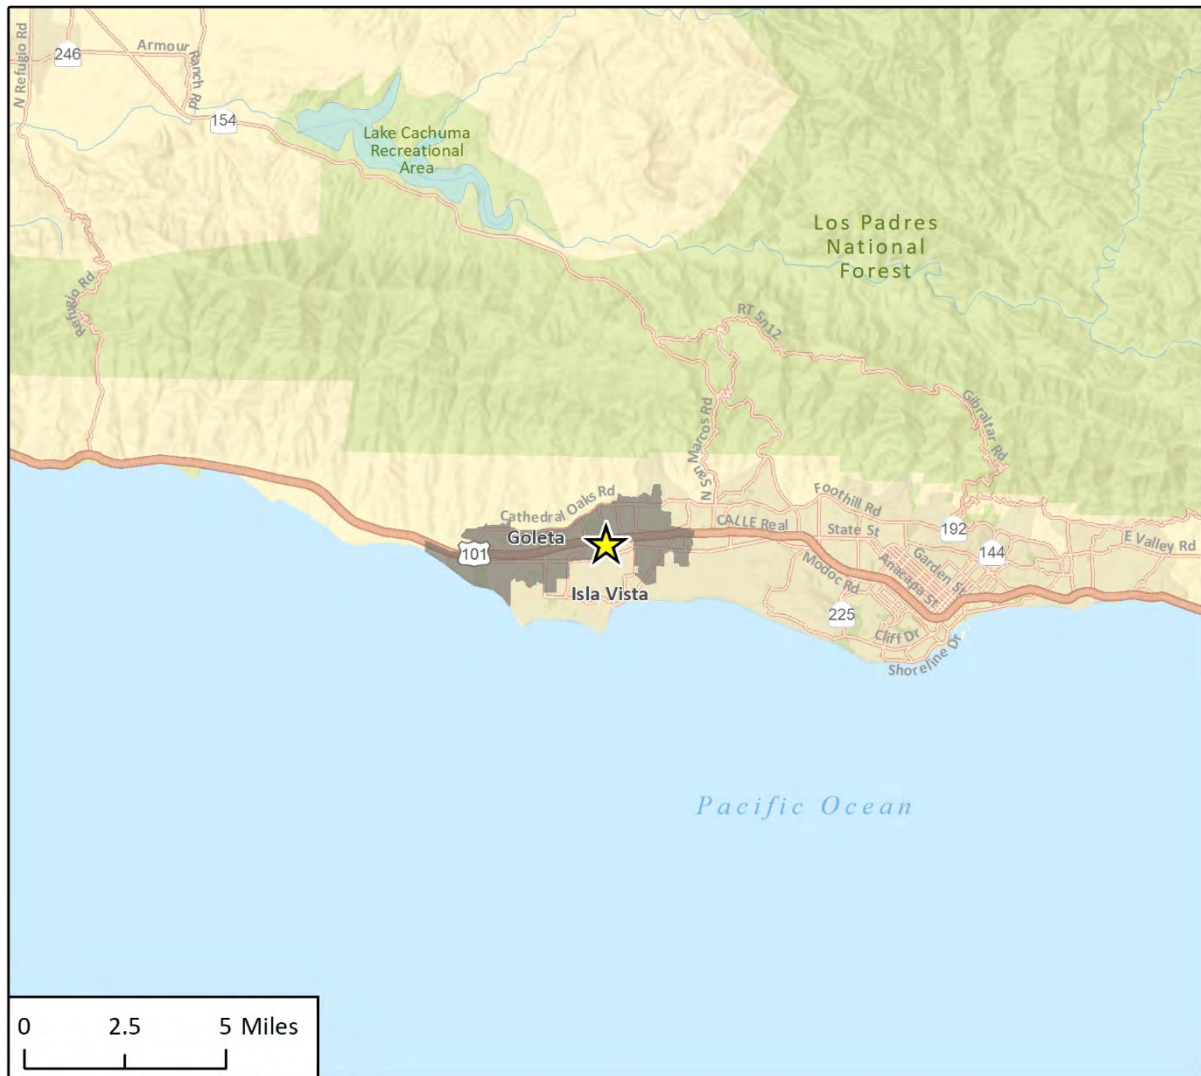 N Refugio Rd
246
Armour
Ranch Rd
154
Lake Cachuma
Recreational
Area
Los Padres
National
Forest
Refugio Rd
RT 5n12
Gibraltar Rd
N San Marcos Rd
Cathedral Oaks Rd
Foothill Rd
CALLE Real
State St
192
144
E Valley Rd
Goleta
101
Garden St
Anacapa St
Modoc Rd
Isla Vista
225
Cliff Dr
Shoreline Dr
Pacific Ocean
0 2.5 5 Miles